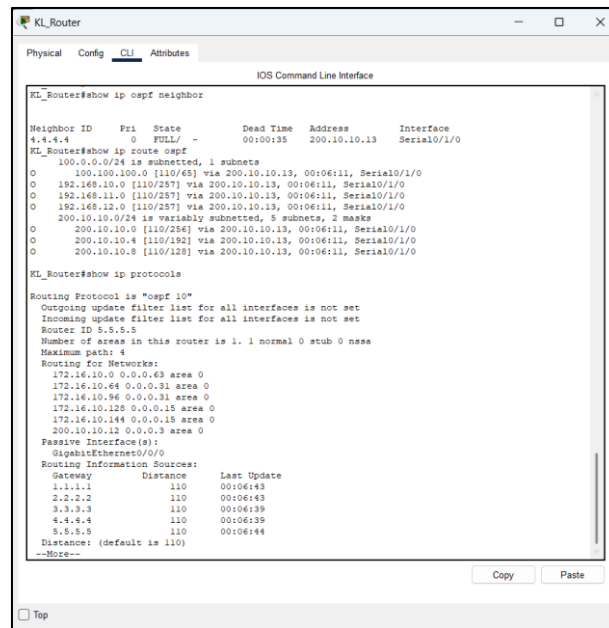 KL_Router
Physical Config CLI Attributes
IOS Command Line Interface
KL_Router#show ip ospf neighbor
Neighbor ID     Pri   State           Dead Time   Address         Interface
4.4.4.4           0   FULL/  -        00:00:35    200.10.10.13    Serial0/1/0
KL_Router#show ip route ospf
     100.0.0.0/24 is subnetted, 1 subnets
O       100.100.100.0 [110/65] via 200.10.10.13, 00:06:11, Serial0/1/0
O    192.168.10.0 [110/257] via 200.10.10.13, 00:06:11, Serial0/1/0
O    192.168.11.0 [110/257] via 200.10.10.13, 00:06:11, Serial0/1/0
O    192.168.12.0 [110/257] via 200.10.10.13, 00:06:11, Serial0/1/0
     200.10.10.0/24 is variably subnetted, 5 subnets, 2 masks
O       200.10.10.0 [110/256] via 200.10.10.13, 00:06:11, Serial0/1/0
O       200.10.10.4 [110/192] via 200.10.10.13, 00:06:11, Serial0/1/0
O       200.10.10.8 [110/128] via 200.10.10.13, 00:06:11, Serial0/1/0
KL_Router#show ip protocols
Routing Protocol is "ospf 10"
  Outgoing update filter list for all interfaces is not set
  Incoming update filter list for all interfaces is not set
  Router ID 5.5.5.5
  Number of areas in this router is 1. 1 normal 0 stub 0 nssa
  Maximum path: 4
  Routing for Networks:
    172.16.10.0 0.0.0.63 area 0
    172.16.10.64 0.0.0.31 area 0
    172.16.10.96 0.0.0.31 area 0
    172.16.10.128 0.0.0.15 area 0
    172.16.10.144 0.0.0.15 area 0
    200.10.10.12 0.0.0.3 area 0
  Passive Interface(s):
    GigabitEthernet0/0/0
  Routing Information Sources:
    Gateway         Distance      Last Update
    1.1.1.1              110      00:06:43
    2.2.2.2              110      00:06:43
    3.3.3.3              110      00:06:39
    4.4.4.4              110      00:06:39
    5.5.5.5              110      00:06:44
  Distance: (default is 110)
 --More--
Copy Paste
Top